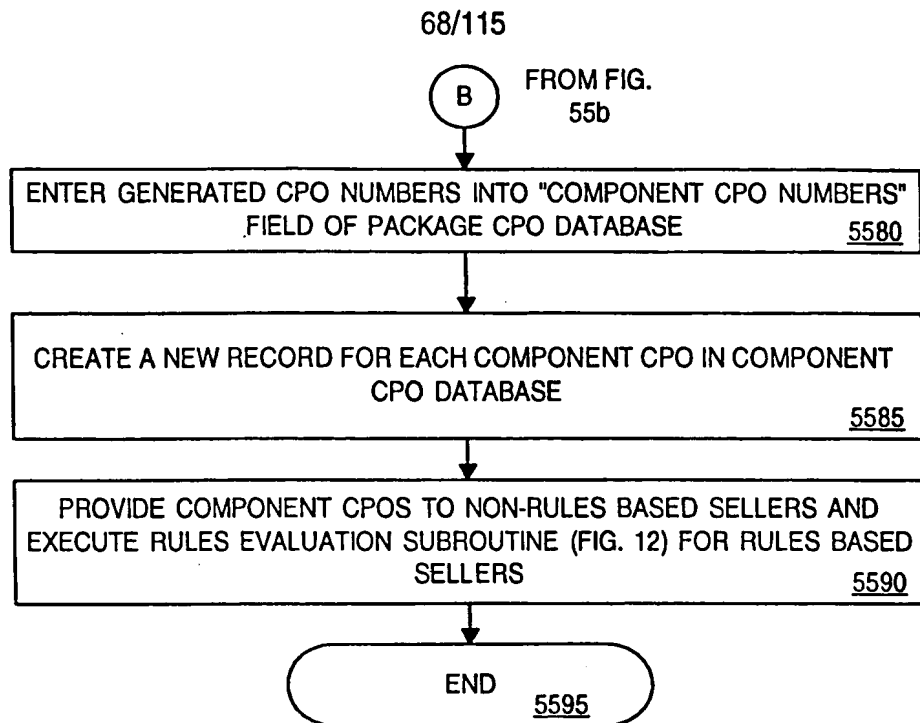 68/115
B
FROM FIG.
55b
ENTER GENERATED CPO NUMBERS INTO "COMPONENT CPO NUMBERS"
FIELD OF PACKAGE CPO DATABASE
5580
CREATE A NEW RECORD FOR EACH COMPONENT CPO IN COMPONENT
CPO DATABASE
5585
PROVIDE COMPONENT CPOS TO NON-RULES BASED SELLERS AND
EXECUTE RULES EVALUATION SUBROUTINE (FIG. 12) FOR RULES BASED
SELLERS
5590
END
5595